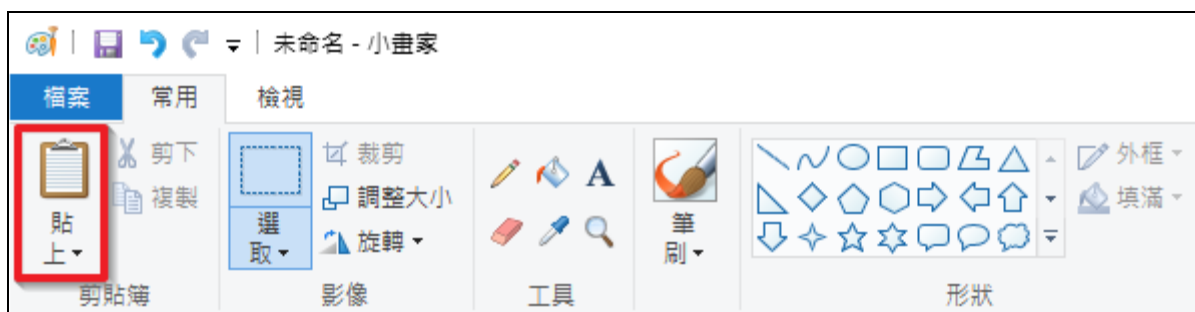 未命名 - 小畫家
檔案 常用 檢視
貼上
剪下
複製
剪貼簿
選取
裁剪
調整大小
旋轉
影像
A
工具
筆刷
外框
填滿
形狀